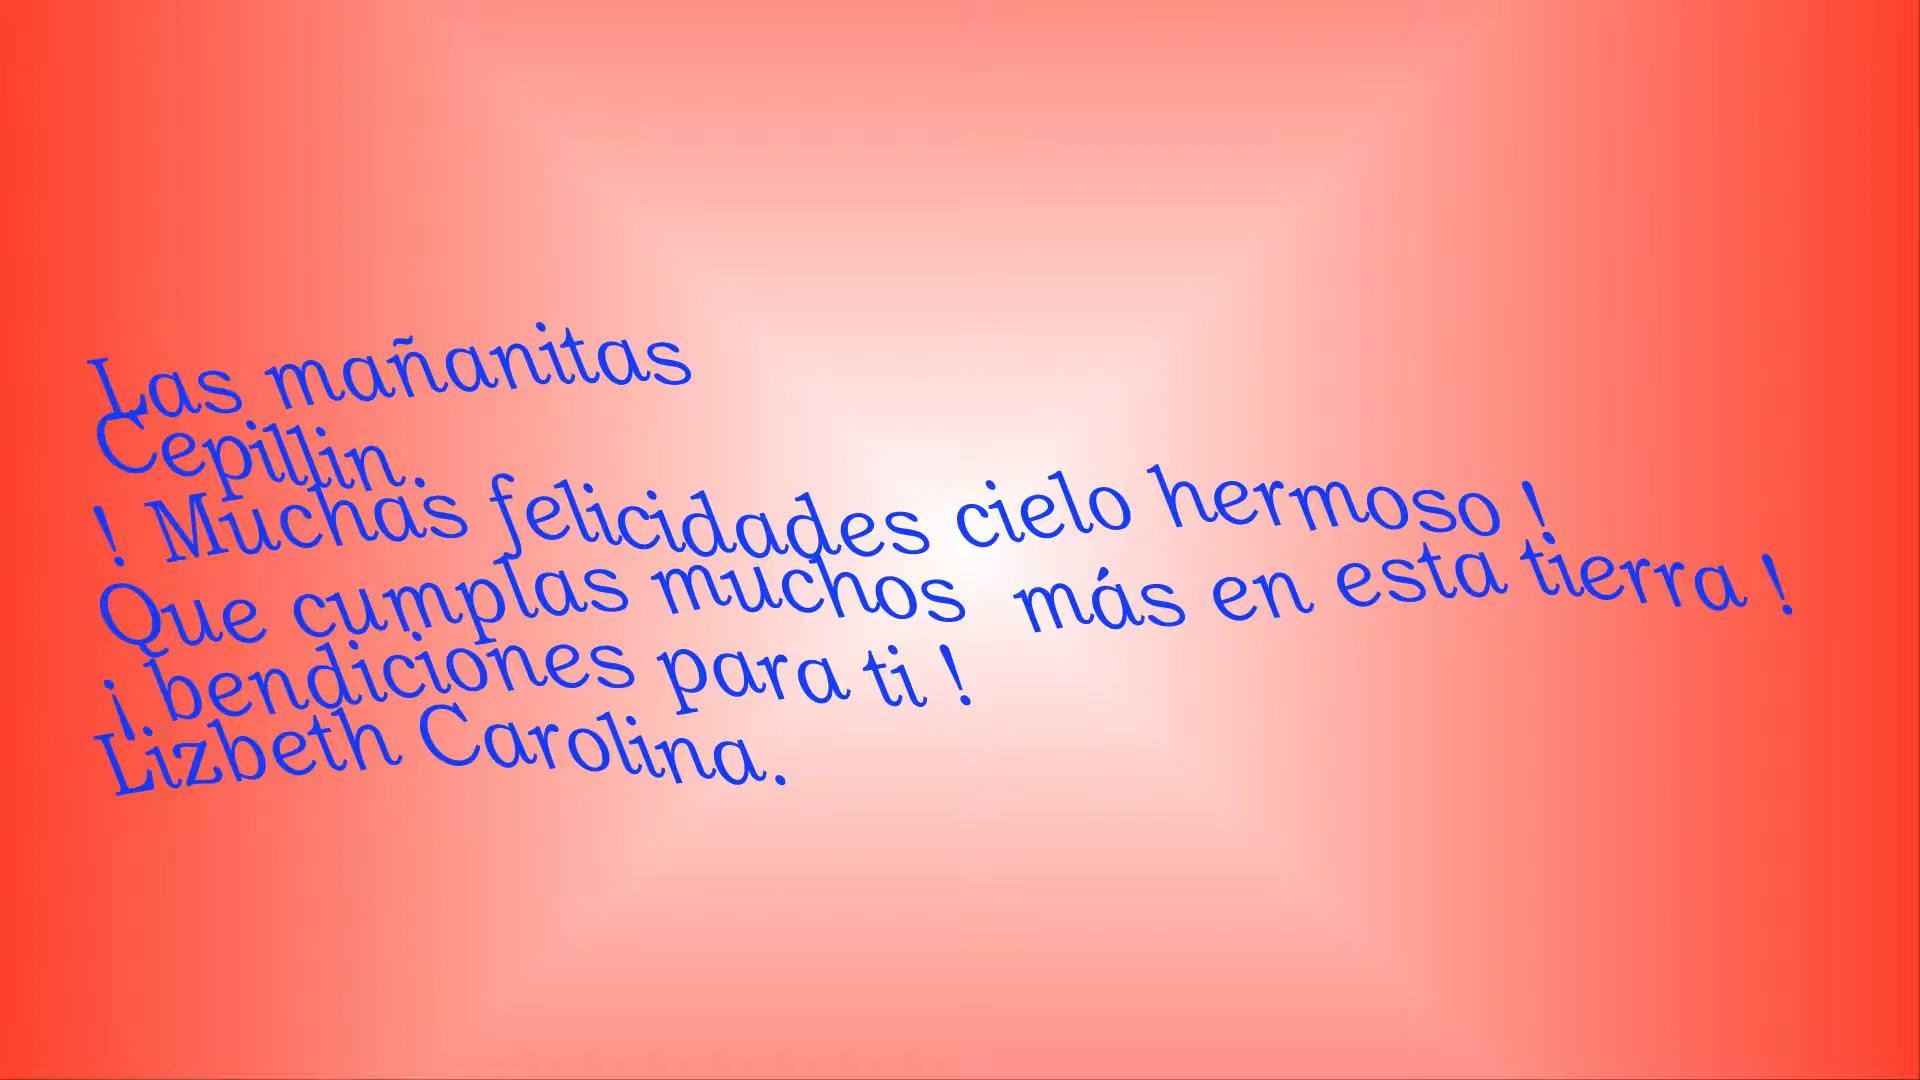 Las mañanitas
Cepillin.
! Muchas felicidades cielo hermoso !
Que cumplas muchos  más en esta tierra !
¡ bendiciones para ti !
Lizbeth Carolina.